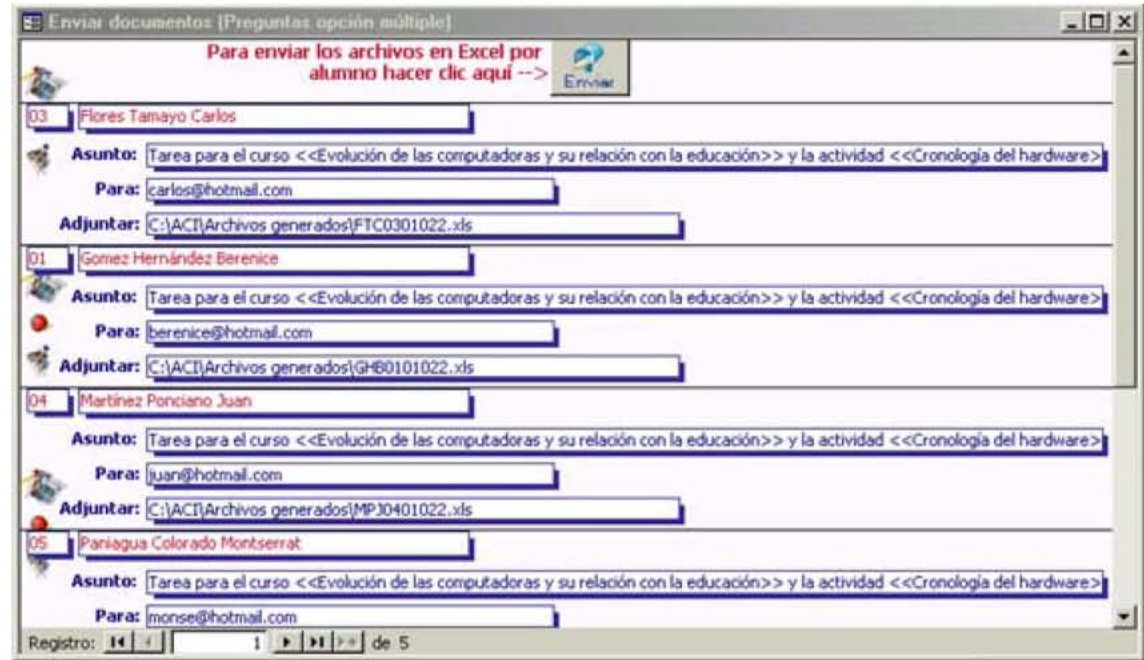 Enviar documentos (Preguntas opción múltiple)
Para enviar los archivos en Excel por
alumno hacer clic aquí -->
Enviar
03 Flores Tamayo Carlos
Asunto: Tarea para el curso <<Evolución de las computadoras y su relación con la educación>> y la actividad <<Cronología del hardware>
Para: carlos@hotmail.com
Adjuntar: C:\ACI\Archivos generados\FTC0301022.xls
01 Gomez Hernández Berenice
Asunto: Tarea para el curso <<Evolución de las computadoras y su relación con la educación>> y la actividad <<Cronología del hardware>
Para: berenice@hotmail.com
Adjuntar: C:\ACI\Archivos generados\GHB0101022.xls
04 Martínez Ponciano Juan
Asunto: Tarea para el curso <<Evolución de las computadoras y su relación con la educación>> y la actividad <<Cronología del hardware>
Para: juan@hotmail.com
Adjuntar: C:\ACI\Archivos generados\MPJ0401022.xls
05 Paniagua Colorado Montserrat
Asunto: Tarea para el curso <<Evolución de las computadoras y su relación con la educación>> y la actividad <<Cronología del hardware>
Para: monse@hotmail.com
Registro: 1 de 5